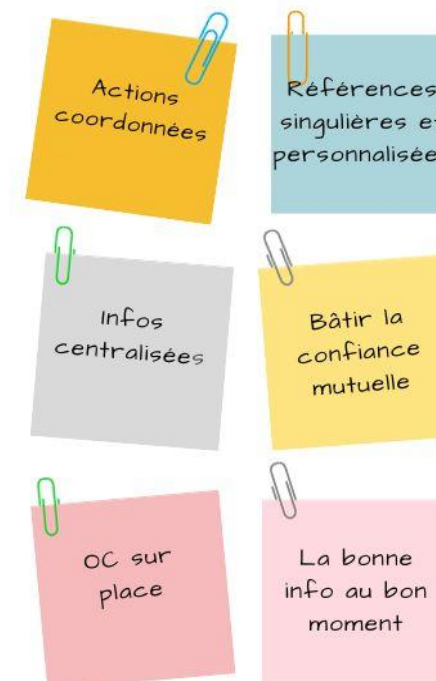 Actions
coordonnées
Références
singulières et
personnalisée
Infos
centralisées
Bâtir la
confiance
mutuelle
OC sur
place
La bonne
info au bon
moment